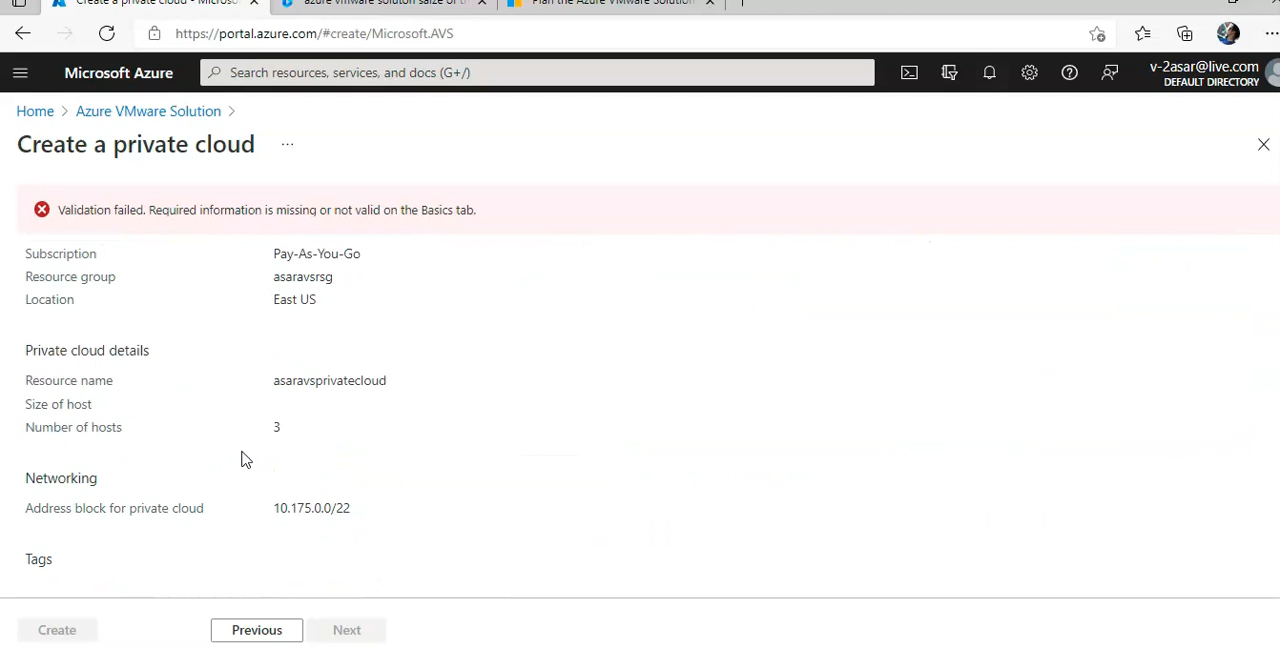 Create a private cloud - Microso
azure vmware soluton saize of th
Plan the Azure VMware Solution
https://portal.azure.com/#create/Microsoft.AVS
Microsoft Azure
Search resources, services, and docs (G+/)
v-2asar@live.com
DEFAULT DIRECTORY
Home > Azure VMware Solution >
Create a private cloud ...
Validation failed. Required information is missing or not valid on the Basics tab.
Subscription Pay-As-You-Go
Resource group asaravsrsg
Location East US
Private cloud details
Resource name asaravsprivatecloud
Size of host
Number of hosts 3
Networking
Address block for private cloud 10.175.0.0/22
Tags
Create Previous Next